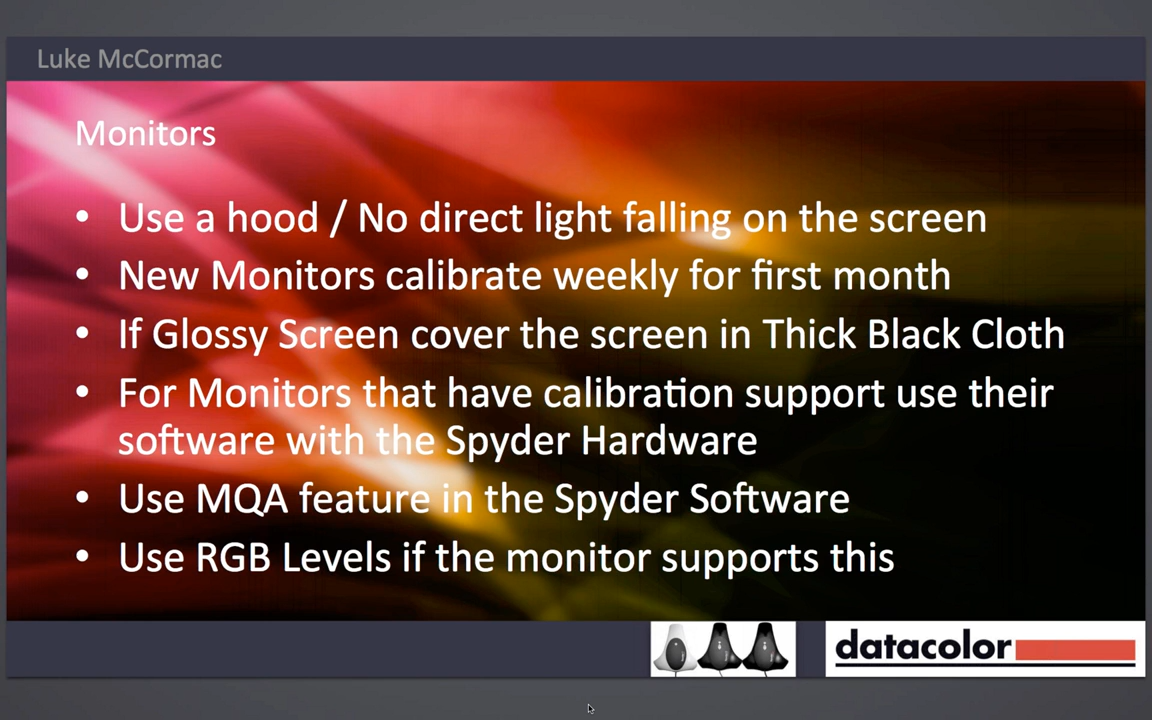 Luke McCormac
Monitors
• Use a hood / No direct light falling on the screen
• New Monitors calibrate weekly for first month
• If Glossy Screen cover the screen in Thick Black Cloth
• For Monitors that have calibration support use their
software with the Spyder Hardware
• Use MQA feature in the Spyder Software
• Use RGB Levels if the monitor supports this
datacolor